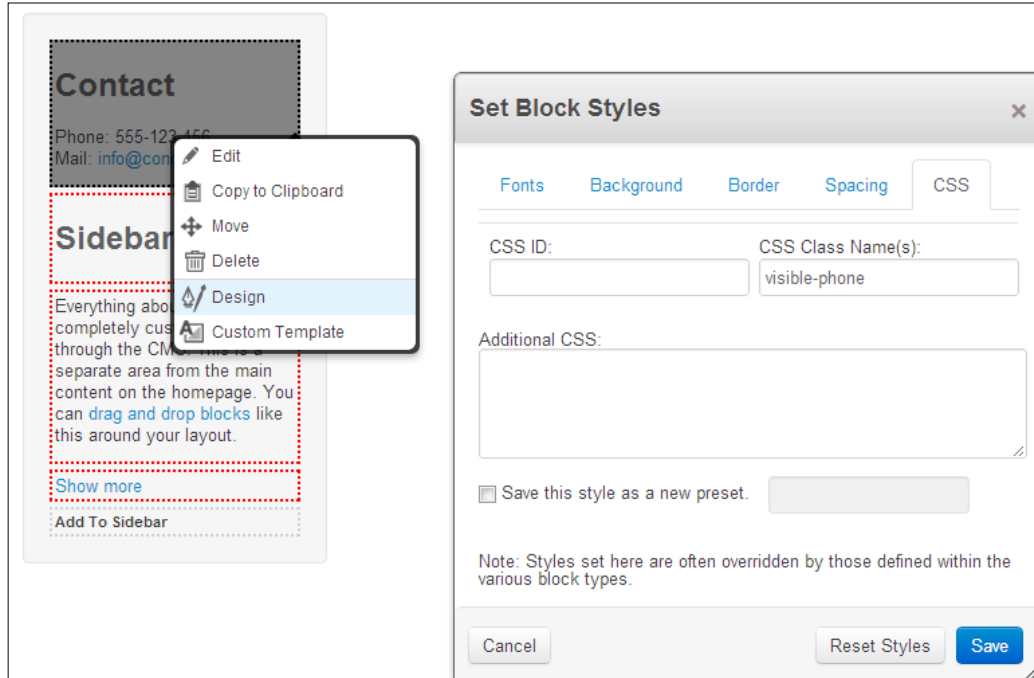 Contact
Phone: 555-123-456
Mail: info@con
Edit
Copy to Clipboard
Move
Delete
Design
Custom Template
Sidebar
Everything abou
completely cus
through the CMS. This is a
separate area from the main
content on the homepage. You
can drag and drop blocks like
this around your layout.
Show more
Add To Sidebar
Set Block Styles
×
Fonts
Background
Border
Spacing
CSS
CSS ID:
CSS Class Name(s):
visible-phone
Additional CSS:
Save this style as a new preset.
Note: Styles set here are often overridden by those defined within the
various block types.
Cancel
Reset Styles
Save